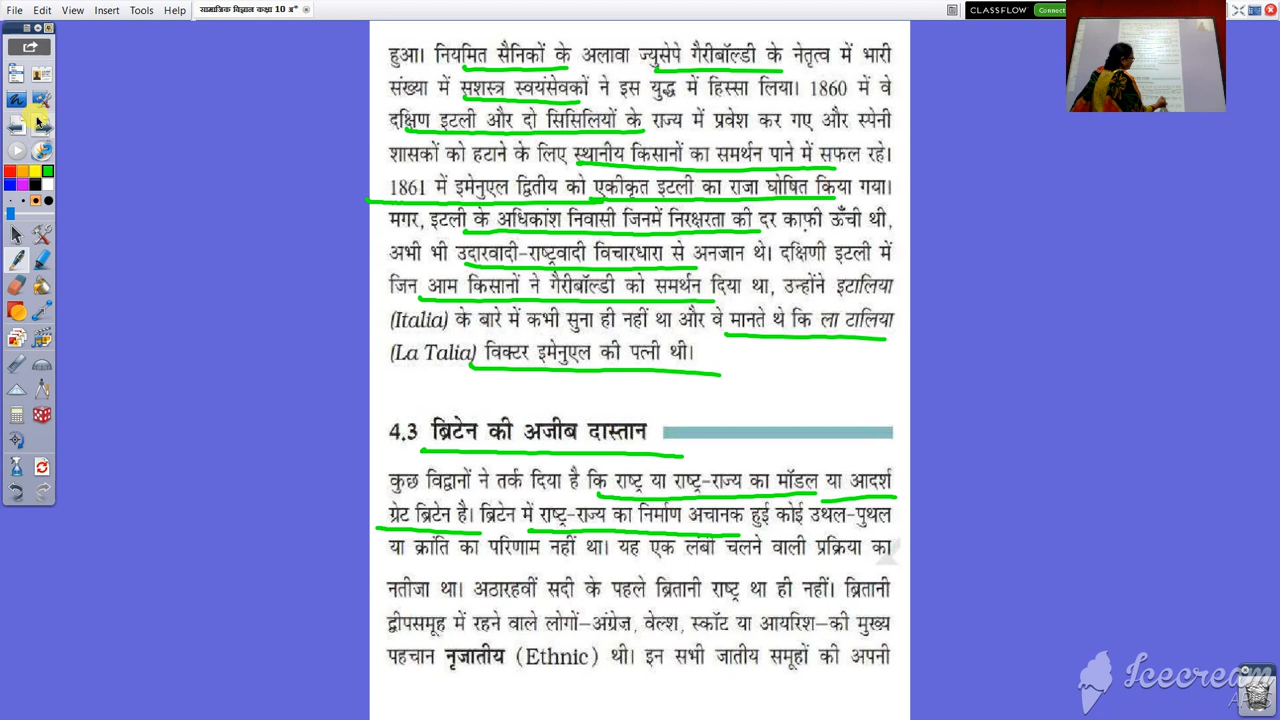 File Edit View Insert Tools Help सामाजिक विज्ञान कक्षा 10 अ* CLASSFLOW Connect
हुआ। नियमित सैनिकों के अलावा ज्युसेपे गैरीबॉल्डी के नेतृत्व में भारी
संख्या में सशस्त्र स्वयंसेवकों ने इस युद्ध में हिस्सा लिया। 1860 में वे
दक्षिण इटली और दो सिसिलियों के राज्य में प्रवेश कर गए और स्पेनी
शासकों को हटाने के लिए स्थानीय किसानों का समर्थन पाने में सफल रहे।
1861 में इमेनुएल द्वितीय को एकीकृत इटली का राजा घोषित किया गया।
मगर, इटली के अधिकांश निवासी जिनमें निरक्षरता की दर काफ़ी ऊँची थी,
अभी भी उदारवादी-राष्ट्रवादी विचारधारा से अनजान थे। दक्षिणी इटली में
जिन आम किसानों ने गैरीबॉल्डी को समर्थन दिया था, उन्होंने इटालिया
(Italia) के बारे में कभी सुना ही नहीं था और वे मानते थे कि ला टालिया
(La Talia) विक्टर इमेनुएल की पत्नी थी।
4.3 ब्रिटेन की अजीब दास्तान
कुछ विद्वानों ने तर्क दिया है कि राष्ट्र या राष्ट्र-राज्य का मॉडल या आदर्श
ग्रेट ब्रिटेन है। ब्रिटेन में राष्ट्र-राज्य का निर्माण अचानक हुई कोई उथल-पुथल
या क्रांति का परिणाम नहीं था। यह एक लंबी चलने वाली प्रक्रिया का
नतीजा था। अठारहवीं सदी के पहले ब्रितानी राष्ट्र था ही नहीं। ब्रितानी
द्वीपसमूह में रहने वाले लोगों–अंग्रेज, वेल्श, स्कॉट या आयरिश–की मुख्य
पहचान नृजातीय (Ethnic) थी। इन सभी जातीय समूहों की अपनी
Icecream
APPS